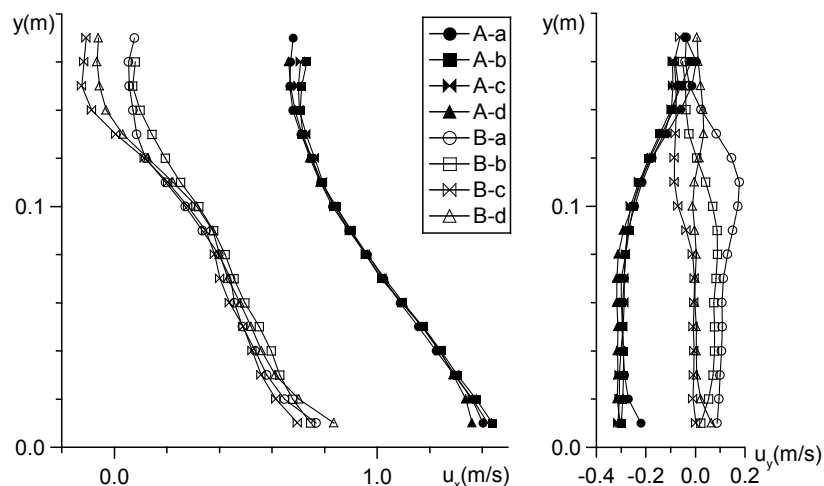 y(m)
y(m)
A-a
A-b
A-c
A-d
B-a
B-b
B-c
B-d
0.1
0.1
0.0
0.0
0.0
1.0
uₓ(m/s)
-0.4
-0.2
0.0
0.2
u_y(m/s)